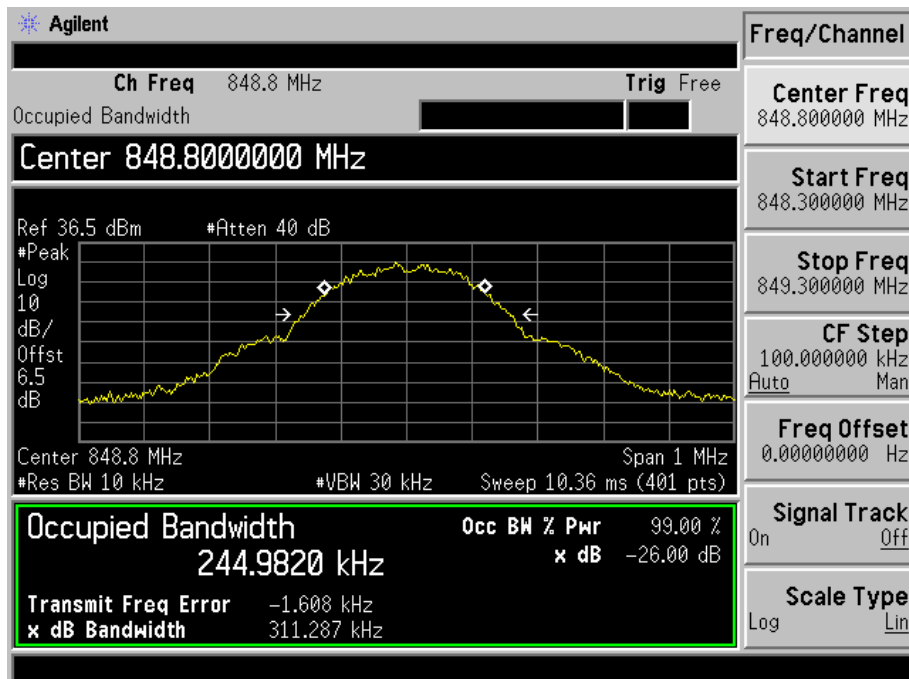 Agilent
Freq/Channel
Ch Freq 848.8 MHz Trig Free
Occupied Bandwidth
Center 848.8000000 MHz
Ref 36.5 dBm #Atten 40 dB
#Peak
Log
10
dB/
Offst
6.5
dB
Center 848.8 MHz Span 1 MHz
#Res BW 10 kHz #VBW 30 kHz Sweep 10.36 ms (401 pts)
Occupied Bandwidth
244.9820 kHz
Occ BW % Pwr 99.00 %
x dB -26.00 dB
Transmit Freq Error -1.608 kHz
x dB Bandwidth 311.287 kHz
Center Freq
848.800000 MHz
Start Freq
848.300000 MHz
Stop Freq
849.300000 MHz
CF Step
100.000000 kHz
Auto Man
Freq Offset
0.00000000 Hz
Signal Track
On Off
Scale Type
Log Lin